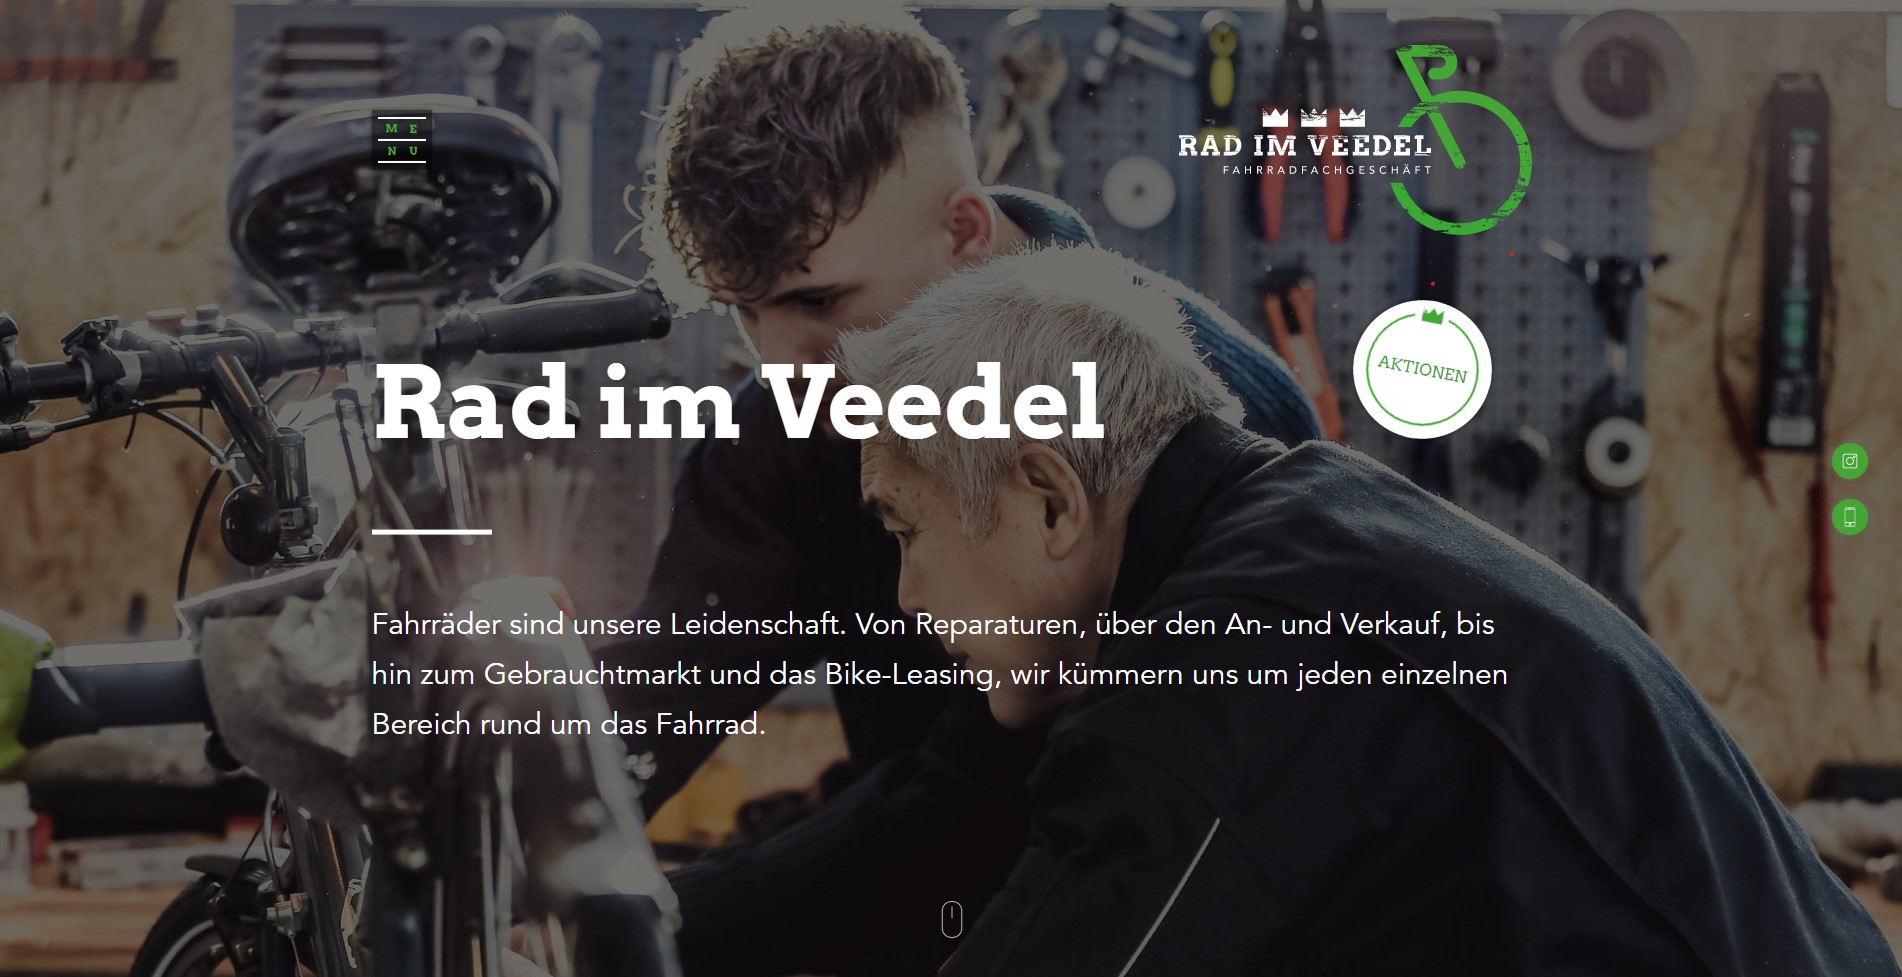 ME
NU
RAD IM VEEDEL
FAHRRADFACHGESCHÄFT
AKTIONEN
Rad im Veedel
Fahrräder sind unsere Leidenschaft. Von Reparaturen, über den An- und Verkauf, bis
hin zum Gebrauchtmarkt und das Bike-Leasing, wir kümmern uns um jeden einzelnen
Bereich rund um das Fahrrad.